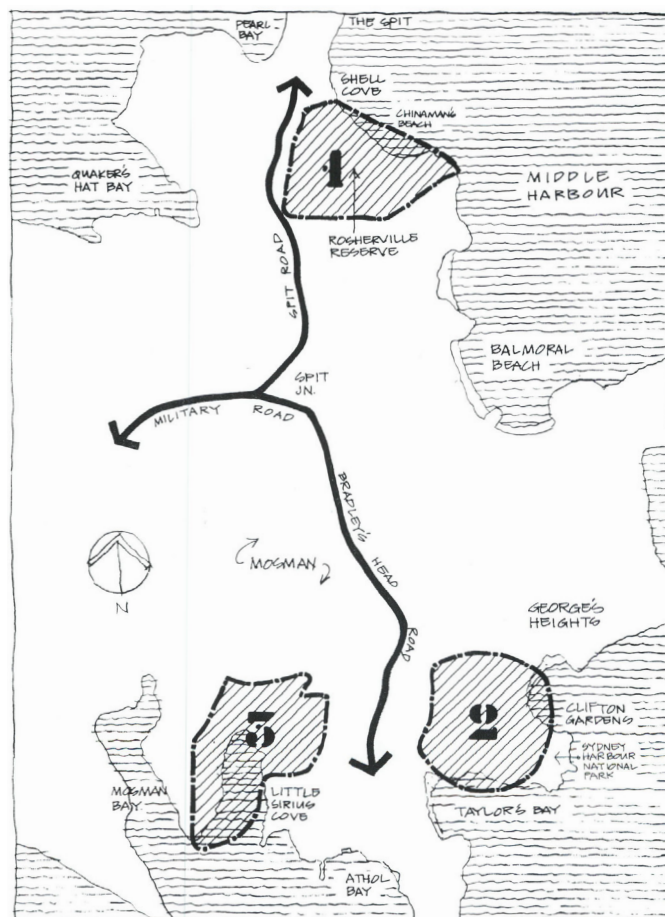 PEARL
BAY
THE SPIT
SHELL
COVE
CHINAMAN'S
BEACH
1
QUAKER'S
HAT BAY
MIDDLE
HARBOUR
ROSHERVILLE
RESERVE
SPIT ROAD
BALMORAL
BEACH
SPIT
JN.
MILITARY ROAD
BRADLEY'S HEAD ROAD
MOSMAN
N
GEORGE'S
HEIGHTS
3
2
CLIFTON
GARDENS
SYDNEY
HARBOUR
NATIONAL
PARK
MOSMAN
BAY
LITTLE
SIRIUS
COVE
TAYLOR'S BAY
ATHOL
BAY